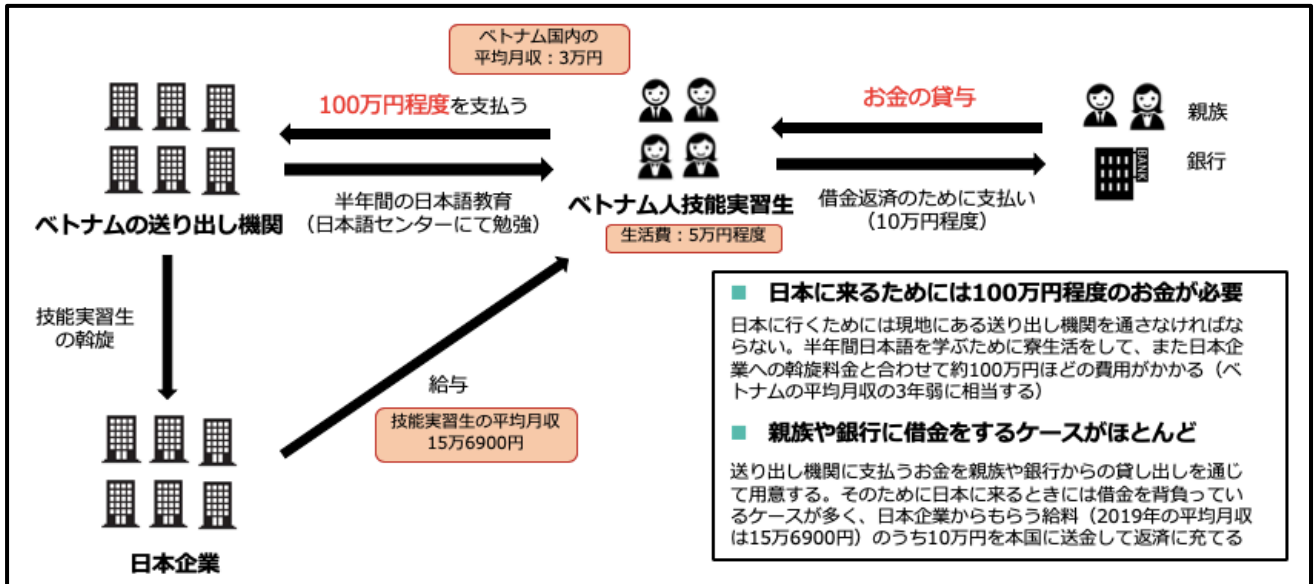 ベトナム国内の
平均月収：3万円
100万円程度を支払う
お金の貸与
親族
銀行
BANK
半年間の日本語教育
（日本語センターにて勉強）
ベトナム人技能実習生
生活費：5万円程度
借金返済のために支払い
（10万円程度）
ベトナムの送り出し機関
技能実習生
の斡旋
給与
技能実習生の平均月収
15万6900円
日本企業
■ 日本に来るためには100万円程度のお金が必要
日本に行くためには現地にある送り出し機関を通さなければな
らない。半年間日本語を学ぶために寮生活をして、また日本企
業への斡旋料金と合わせて約100万円ほどの費用がかかる（ベ
トナムの平均月収の3年弱に相当する）
■ 親族や銀行に借金をするケースがほとんど
送り出し機関に支払うお金を親族や銀行からの貸し出しを通じ
て用意する。そのために日本に来るときには借金を背負ってい
るケースが多く、日本企業からもらう給料（2019年の平均月収
は15万6900円）のうち10万円を本国に送金して返済に充てる